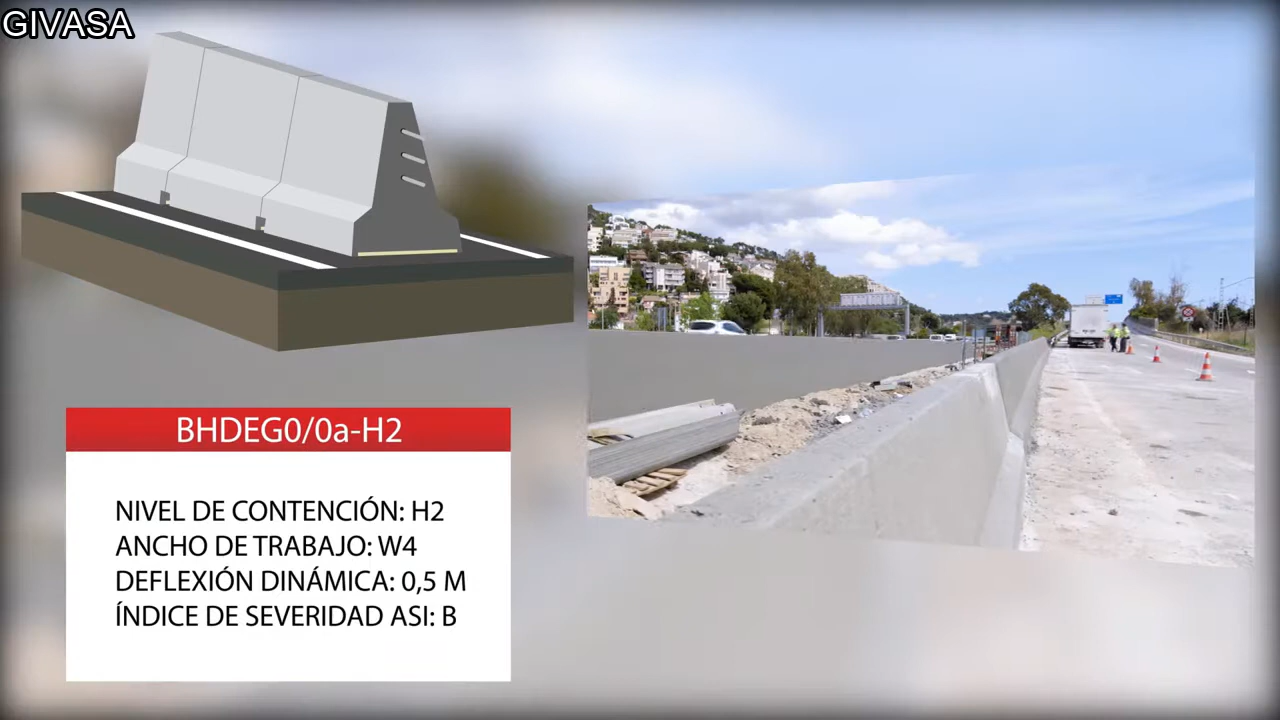 GIVASA
BHDEG0/0a-H2
NIVEL DE CONTENCIÓN: H2
ANCHO DE TRABAJO: W4
DEFLEXIÓN DINÁMICA: 0,5 M
ÍNDICE DE SEVERIDAD ASI: B